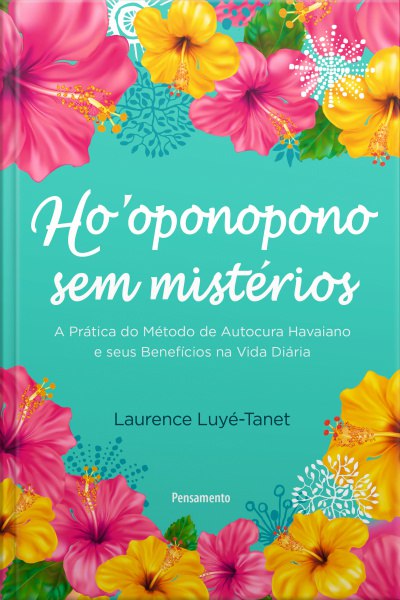 Ho'oponopono
sem mistérios
A Prática do Método de Autocura Havaiano
e seus Benefícios na Vida Diária
Laurence Luyé-Tanet
Pensamento